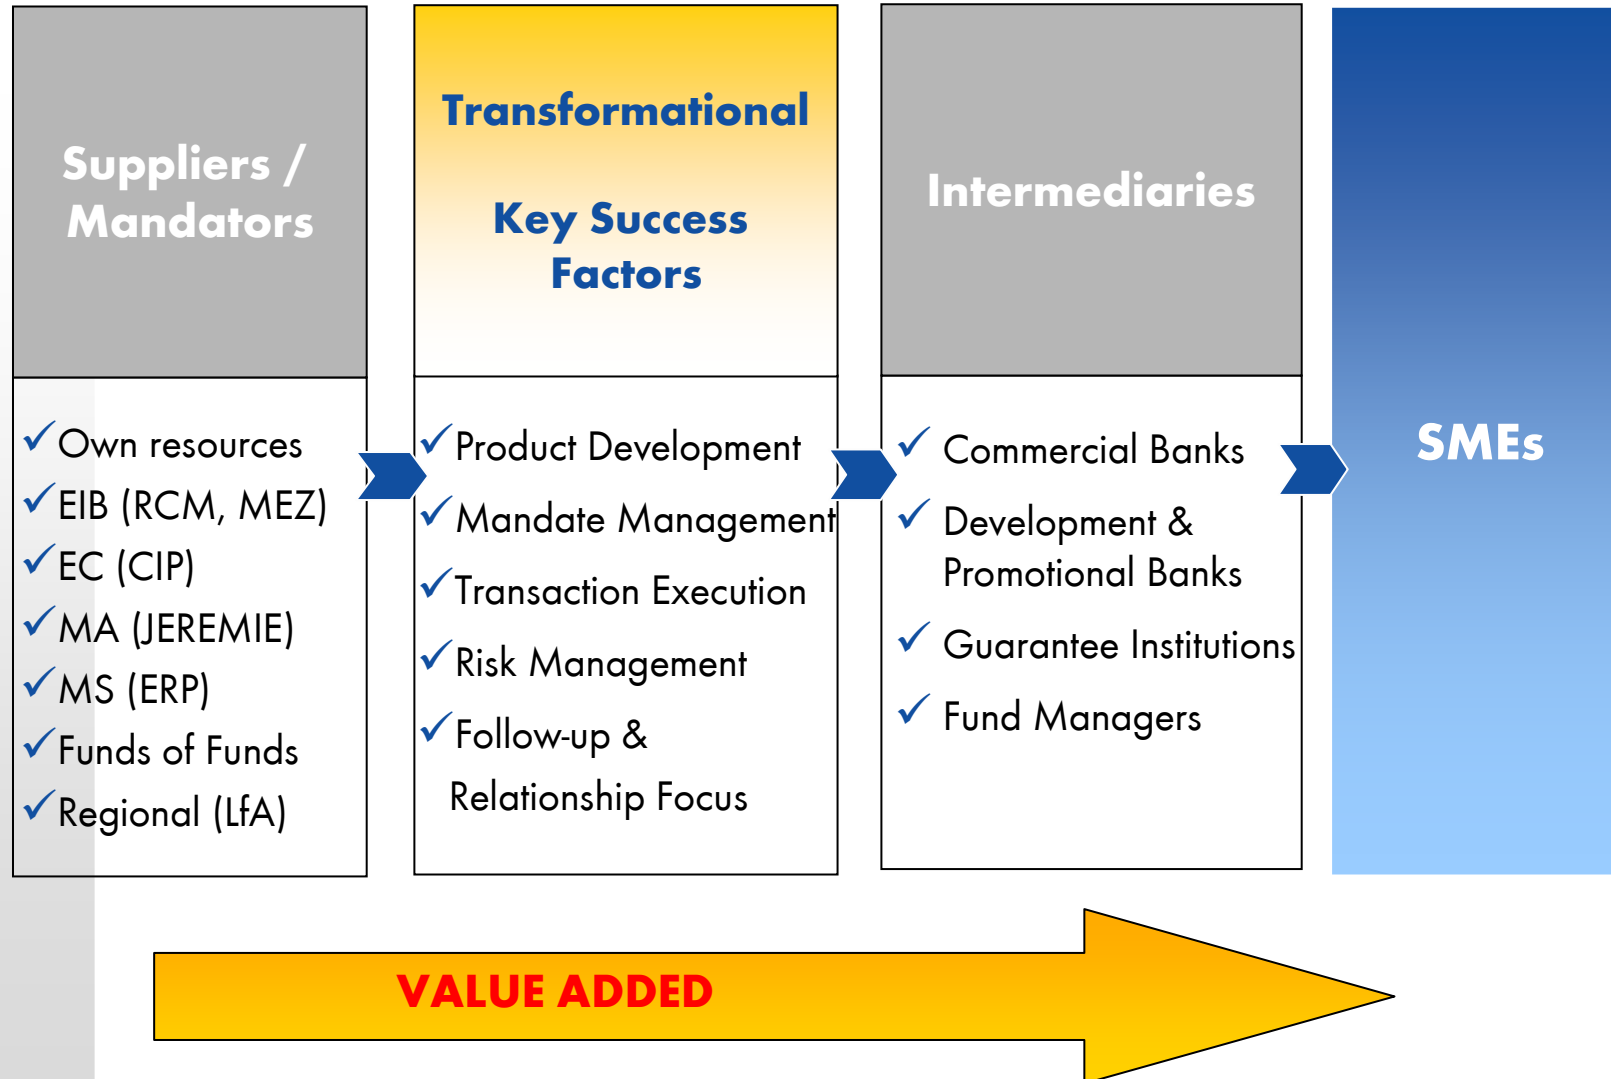 Suppliers /
Mandators
Own resources
EIB (RCM, MEZ)
EC (CIP)
MA (JEREMIE)
MS (ERP)
Funds of Funds
Regional (LfA)
Transformational
Key Success
Factors
Product Development
Mandate Management
Transaction Execution
Risk Management
Follow-up &
Relationship Focus
Intermediaries
Commercial Banks
Development &
Promotional Banks
Guarantee Institutions
Fund Managers
SMEs
VALUE ADDED